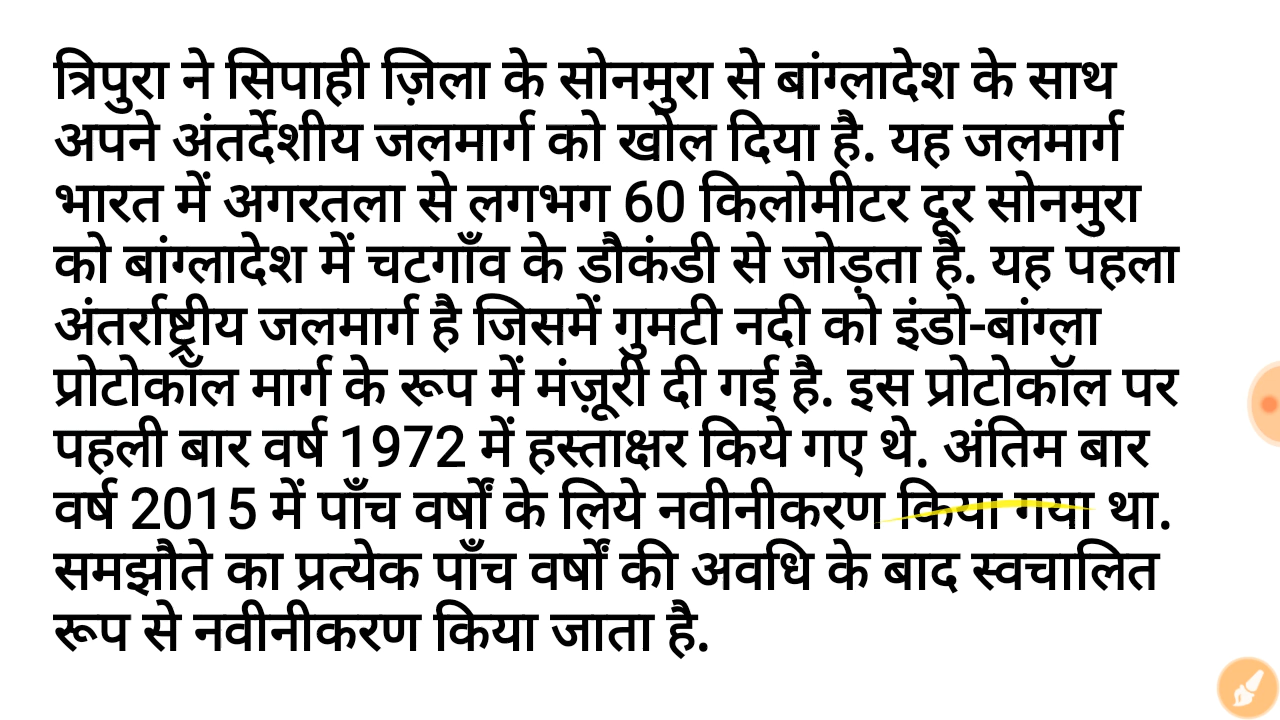 त्रिपुरा ने सिपाही ज़िला के सोनमुरा से बांग्लादेश के साथ
अपने अंतर्देशीय जलमार्ग को खोल दिया है. यह जलमार्ग
भारत में अगरतला से लगभग 60 किलोमीटर दूर सोनमुरा
को बांग्लादेश में चटगाँव के डौकंडी से जोड़ता है. यह पहला
अंतर्राष्ट्रीय जलमार्ग है जिसमें गुमटी नदी को इंडो-बांग्ला
प्रोटोकॉल मार्ग के रूप में मंज़ूरी दी गई है. इस प्रोटोकॉल पर
पहली बार वर्ष 1972 में हस्ताक्षर किये गए थे. अंतिम बार
वर्ष 2015 में पाँच वर्षों के लिये नवीनीकरण किया गया था.
समझौते का प्रत्येक पाँच वर्षों की अवधि के बाद स्वचालित
रूप से नवीनीकरण किया जाता है.